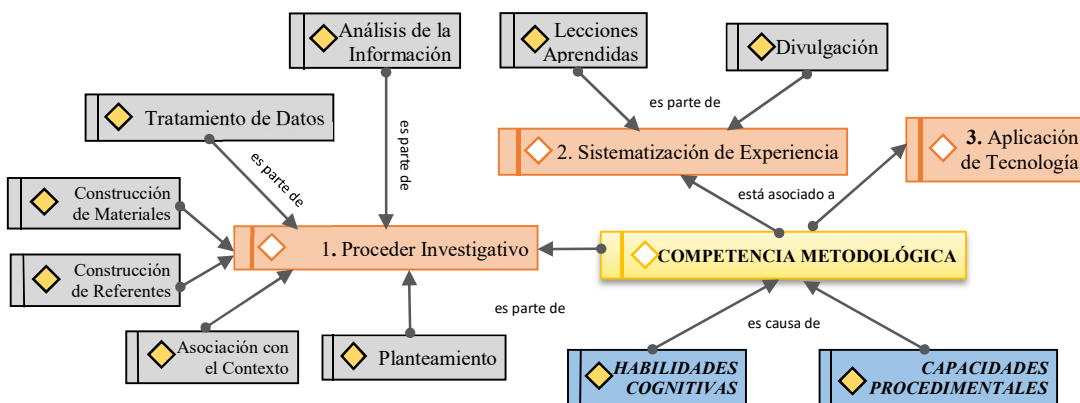 Análisis de la
Información
Lecciones
Aprendidas
Divulgación
es parte de
Tratamiento de Datos
es parte de
es parte de
2. Sistematización de Experiencia
3. Aplicación
de Tecnología
Construcción
de Materiales
está asociado a
1. Proceder Investigativo
COMPETENCIA METODOLÓGICA
Construcción
de Referentes
es parte de
es causa de
Asociación con
el Contexto
Planteamiento
HABILIDADES
COGNITIVAS
CAPACIDADES
PROCEDIMENTALES